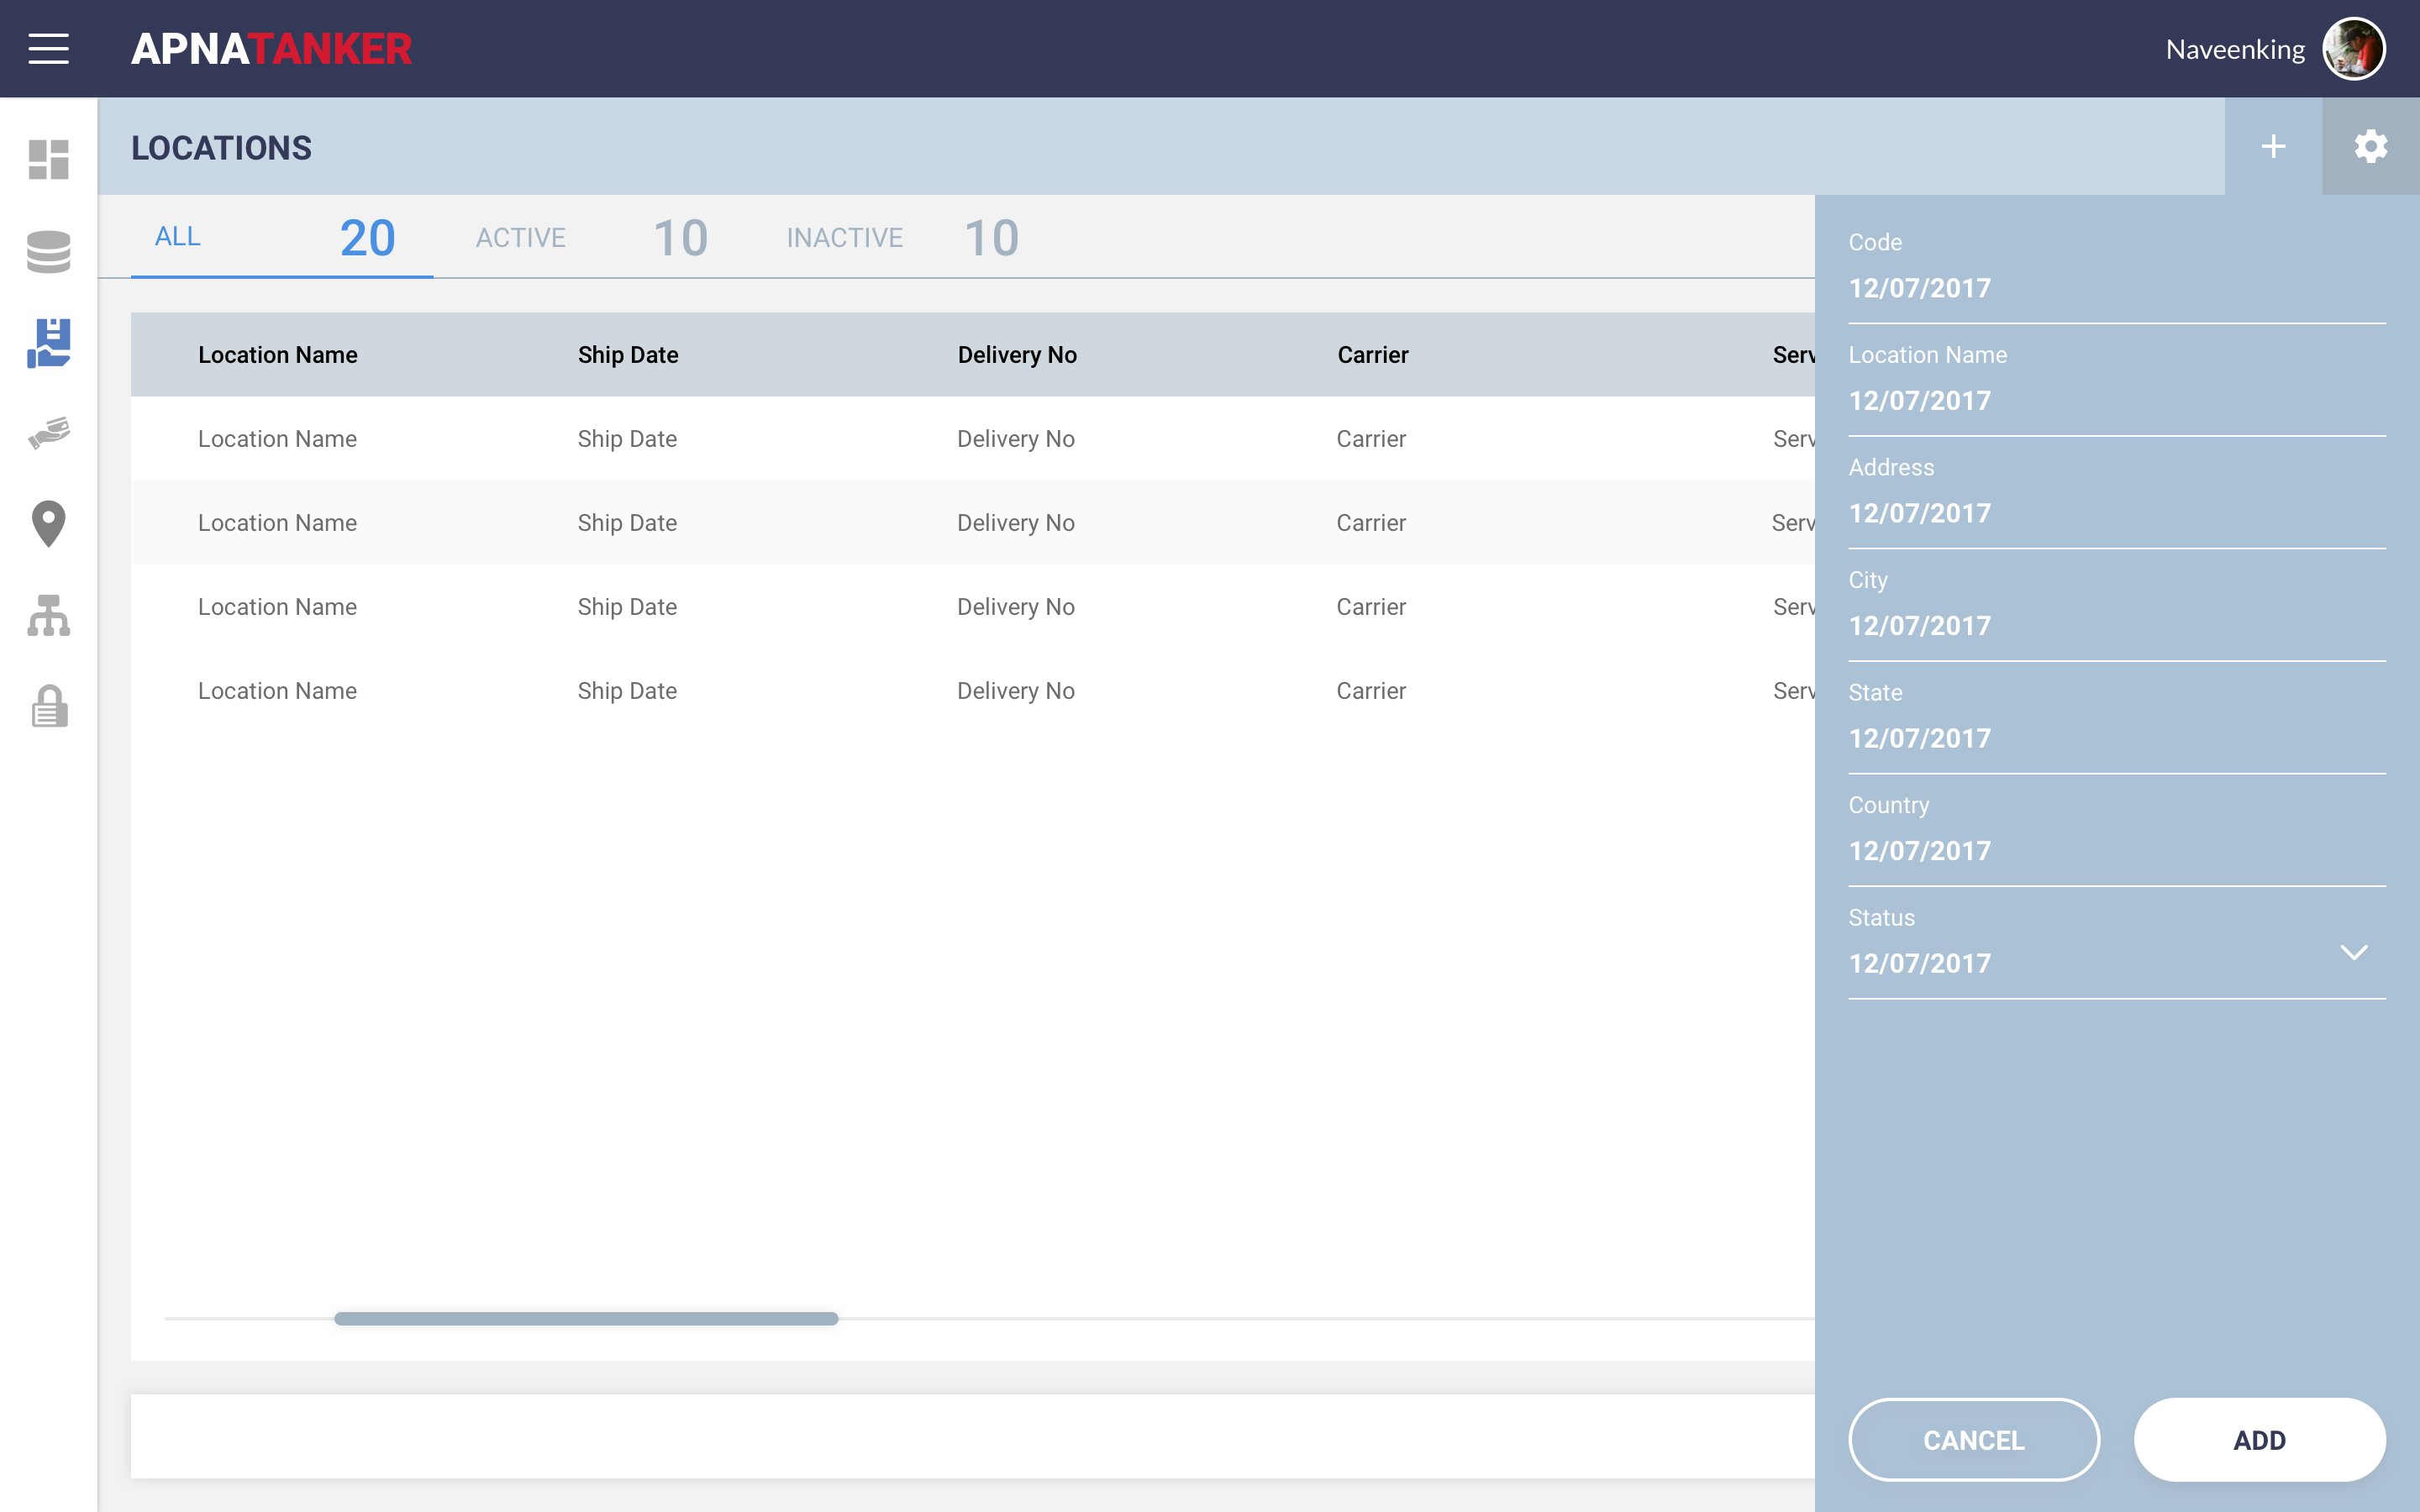 APNATANKER
Naveenking
LOCATIONS
ALL 20 ACTIVE 10 INACTIVE 10
Location Name Ship Date Delivery No Carrier Serv
Location Name Ship Date Delivery No Carrier Serv
Location Name Ship Date Delivery No Carrier Serv
Location Name Ship Date Delivery No Carrier Serv
Location Name Ship Date Delivery No Carrier Serv
Code
12/07/2017
Location Name
12/07/2017
Address
12/07/2017
City
12/07/2017
State
12/07/2017
Country
12/07/2017
Status
12/07/2017
CANCEL ADD